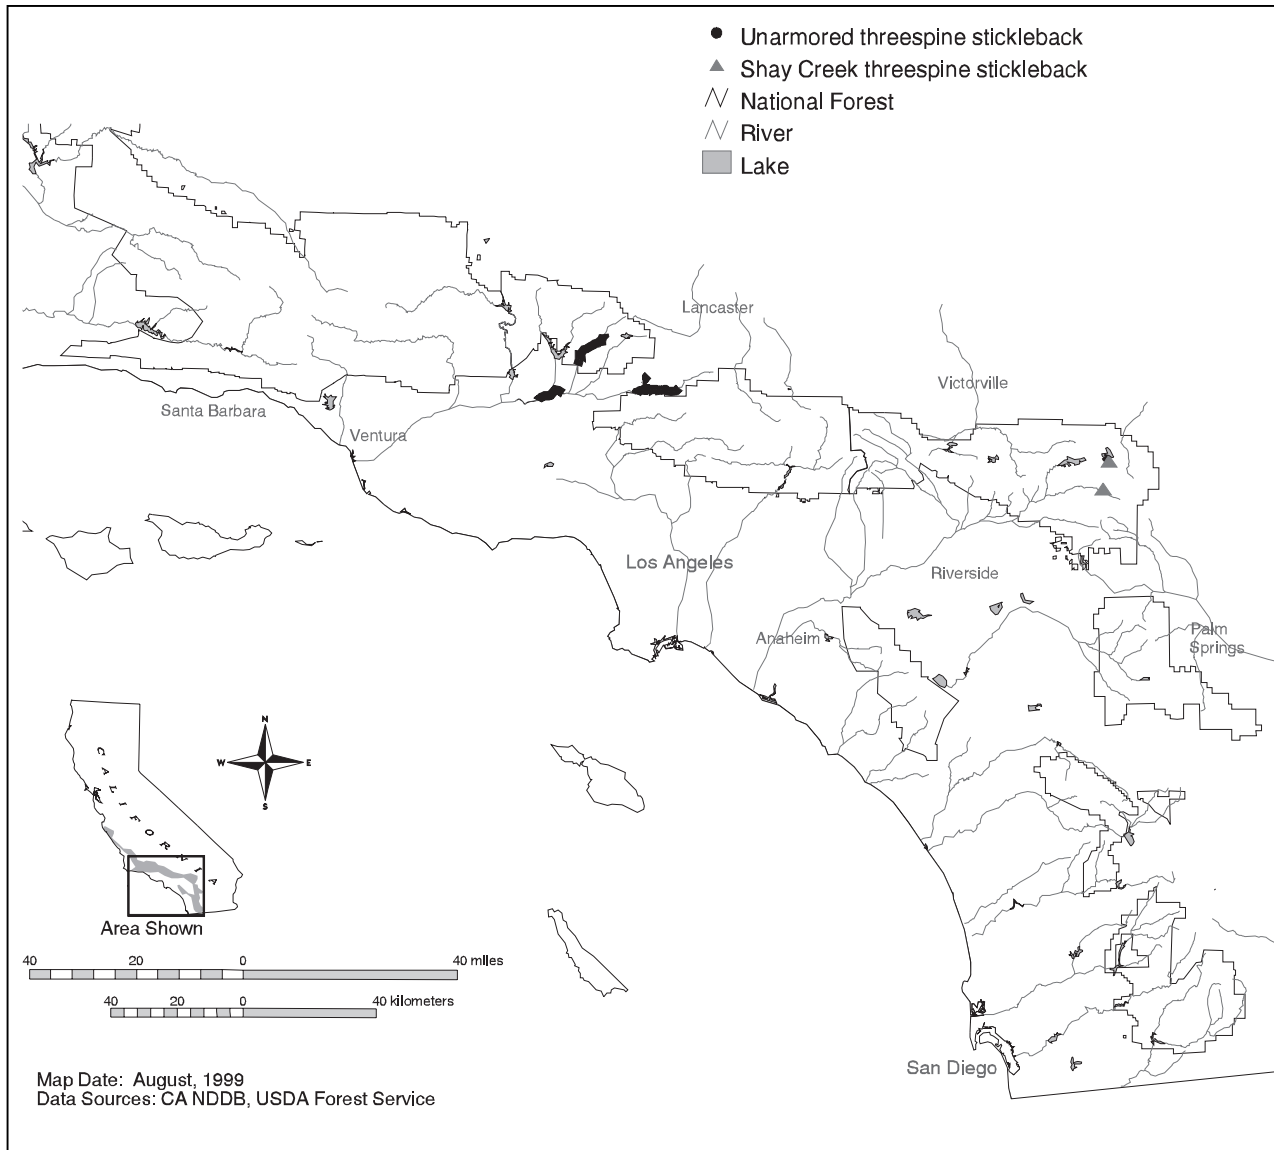 Unarmored threespine stickleback
Shay Creek threespine stickleback
National Forest
River
Lake
Lancaster
Victorville
Santa Barbara
Ventura
Los Angeles
Riverside
Anaheim
Palm
Springs
San Diego
CALIFORNIA
N
W
E
S
Area Shown
40
20
0
40 miles
40
20
0
40 kilometers
Map Date: August, 1999
Data Sources: CA NDDB, USDA Forest Service